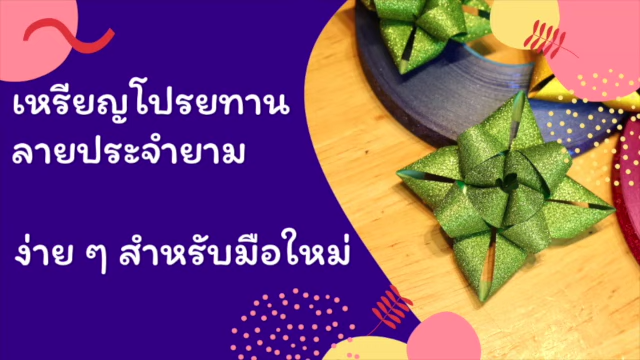 เหรียญโปรยทาน
ลายประจำยาม
ง่าย ๆ สำหรับมือใหม่